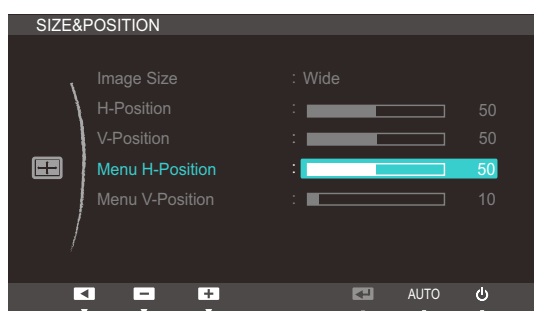 SIZE&POSITION
Image Size : Wide
H-Position : 50
V-Position : 50
Menu H-Position : 50
Menu V-Position : 10
AUTO